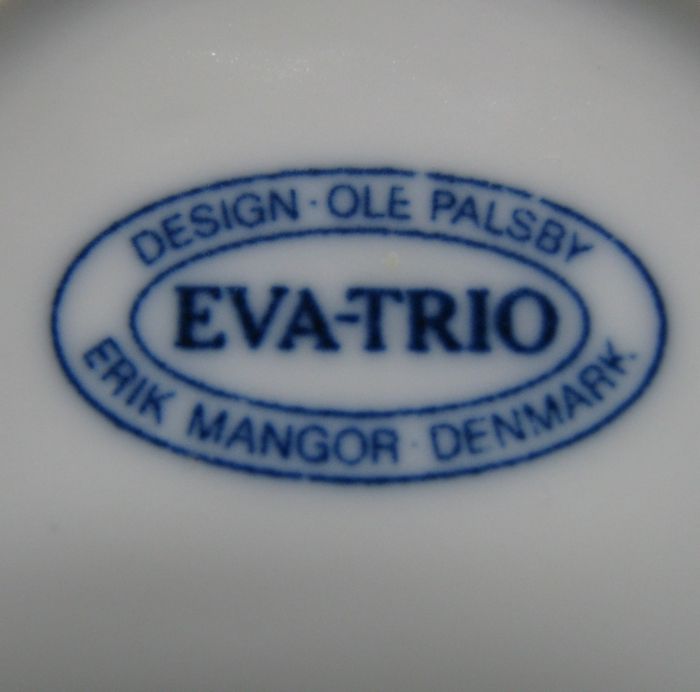 DESIGN · OLE PALSBY
EVA-TRIO
ERIK MANGOR · DENMARK